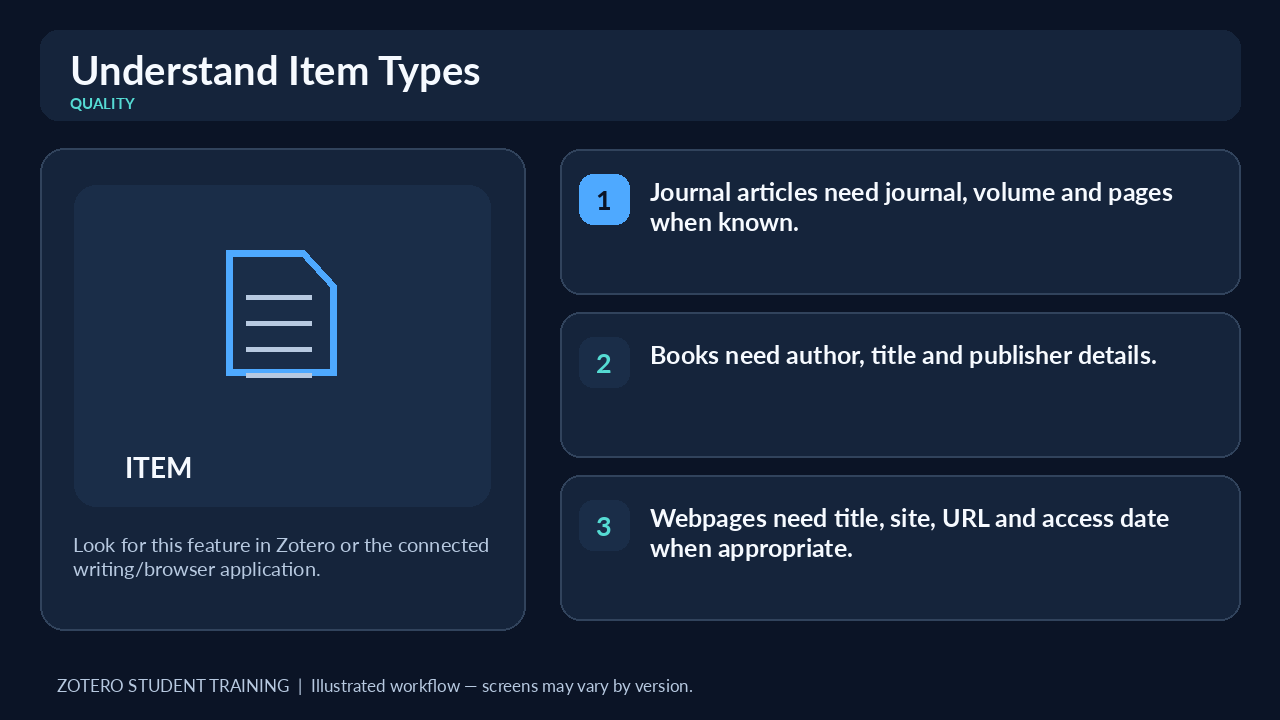 Understand Item Types
QUALITY
ITEM
Look for this feature in Zotero or the connected
writing/browser application.
1
Journal articles need journal, volume and pages
when known.
2
Books need author, title and publisher details.
3
Webpages need title, site, URL and access date
when appropriate.
ZOTERO STUDENT TRAINING | Illustrated workflow — screens may vary by version.